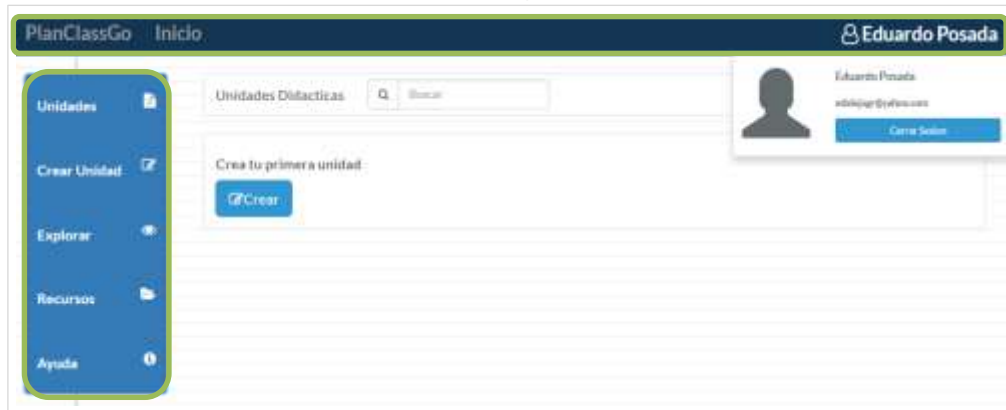 PlanClassGo Inicio Eduardo Posada
Eduardo Posada
Unidades
Unidades Didacticas Buscar
Cerrar Sesion
Crear Unidad
Crea tu primera unidad
Crear
Explorar
Recursos
Ayuda